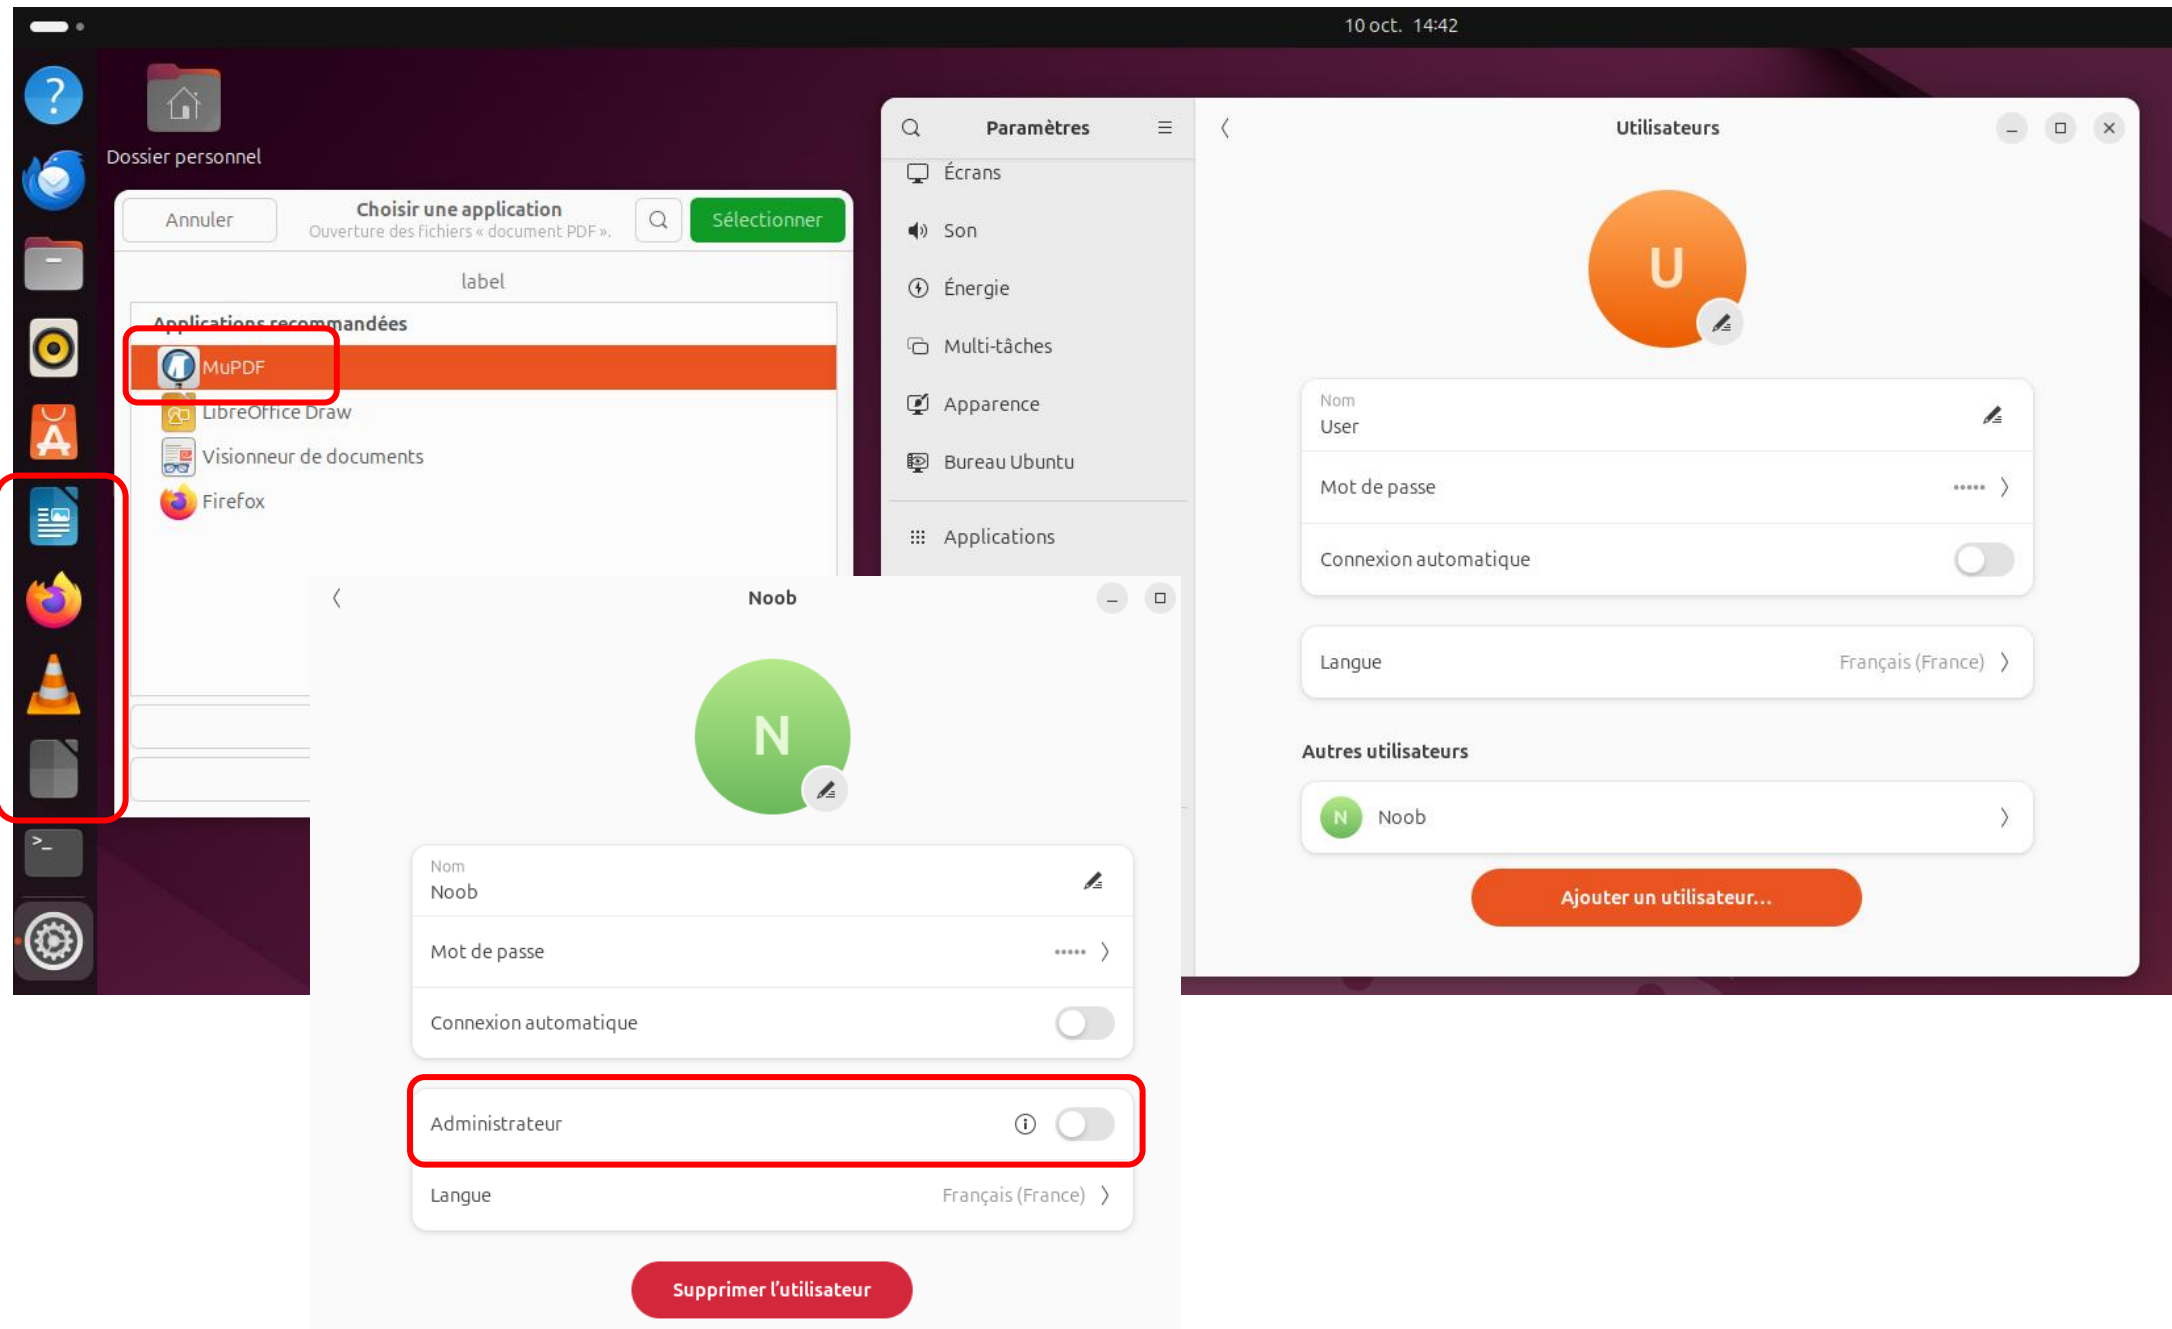 10 oct. 14:42
?
Dossier personnel
Annuler
Choisir une application
Ouverture des fichiers « document PDF ».
Sélectionner
label
Applications recommandées
MuPDF
LibreOffice Draw
Visionneur de documents
Firefox
>_
Paramètres
Écrans
Son
Énergie
Multi-tâches
Apparence
Bureau Ubuntu
Applications
Utilisateurs
U
Nom
User
Mot de passe
•••••
Connexion automatique
Langue
Français (France)
Autres utilisateurs
N
Noob
Ajouter un utilisateur...
Noob
N
Nom
Noob
Mot de passe
•••••
Connexion automatique
Administrateur
Langue
Français (France)
Supprimer l'utilisateur